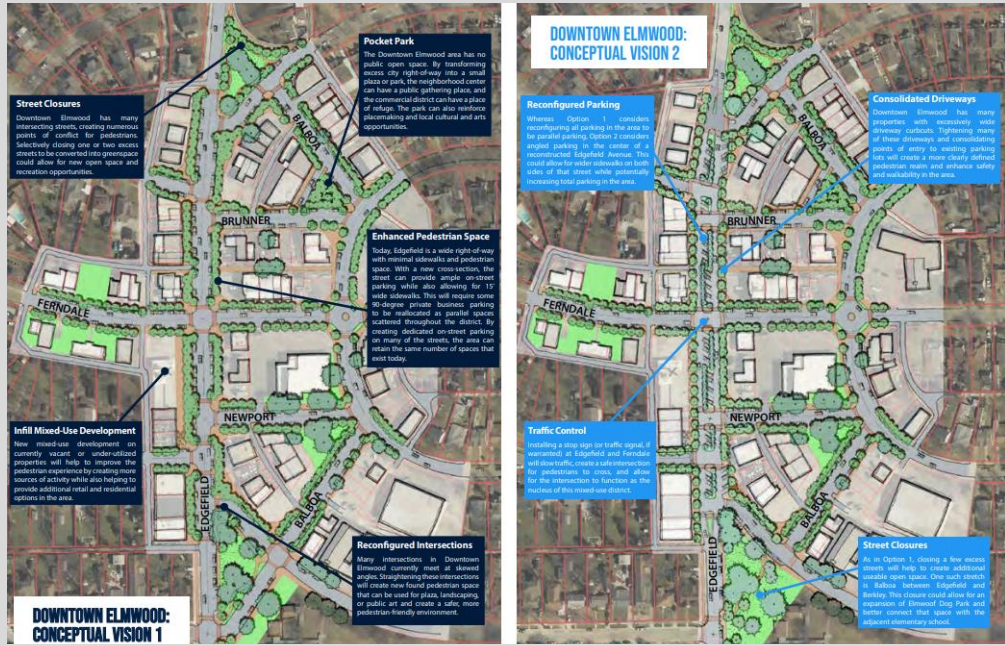 Street Closures
Downtown Elmwood has many
intersecting streets, creating numerous
points of conflict for pedestrians.
Selectively closing one or two excess
streets to be converted into greenspace
could allow for new open space and
recreation opportunities.
Pocket Park
The Downtown Elmwood area has no
public open space. By transforming
excess city right-of-way into a small
plaza or park, the neighborhood center
can have a public gathering place, and
the commercial district can have a place
of refuge. The park can also reinforce
placemaking and local cultural and arts
opportunities.
BALBOA
BRUNNER
Enhanced Pedestrian Space
Today, Edgefield is a wide right-of-way
with minimal sidewalks and pedestrian
space. With a new cross-section, the
street can provide ample on-street
parking while also allowing for 15'
wide sidewalks. This will require some
90-degree private business parking
to be reallocated as parallel spaces
scattered throughout the district. By
creating dedicated on-street parking
on many of the streets, the area can
retain the same number of spaces that
exist today.
FERNDALE
Infill Mixed-Use Development
New mixed-use development on
currently vacant or under-utilized
properties will help to improve the
pedestrian experience by creating more
sources of activity while also helping to
provide additional retail and residential
options in the area.
NEWPORT
EDGEFIELD
BALBOA
Reconfigured Intersections
Many intersections in Downtown
Elmwood currently meet at skewed
angles. Straightening these intersections
will create new found pedestrian space
that can be used for plaza, landscaping,
or public art and create a safer, more
pedestrian-friendly environment.
DOWNTOWN ELMWOOD:
CONCEPTUAL VISION 1
DOWNTOWN ELMWOOD:
CONCEPTUAL VISION 2
Reconfigured Parking
Whereas Option 1 considers
reconfiguring all parking in the area to
be parallel parking, Option 2 considers
angled parking in the center of a
reconstructed Edgefield Avenue. This
could allow for wider sidewalks on both
sides of that street while potentially
increasing total parking in the area.
Consolidated Driveways
Downtown Elmwood has many
properties with excessively wide
driveway curbcuts. Tightening many
of these driveways and consolidating
points of entry to existing parking
lots will create a more clearly defined
pedestrian realm and enhance safety
and walkability in the area.
BALBOA
BRUNNER
FERNDALE
Traffic Control
Installing a stop sign (or traffic signal, if
warranted) at Edgefield and Ferndale
will slow traffic, create a safe intersection
for pedestrians to cross, and allow
for the intersection to function as the
nucleus of this mixed-use district.
NEWPORT
EDGEFIELD
BALBOA
Street Closures
As in Option 1, closing a few excess
streets will help to create additional
useable open space. One such stretch
is Balboa between Edgefield and
Berkley. This closure could allow for an
expansion of Elmwoof Dog Park and
better connect that space with the
adjacent elementary school.